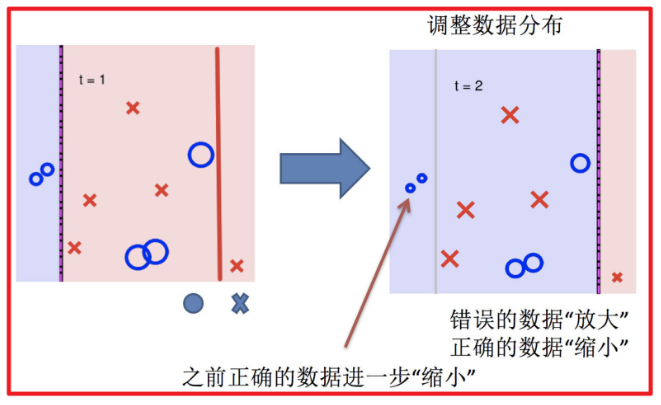 调整数据分布
t = 1
t = 2
错误的数据“放大”
正确的数据“缩小”
之前正确的数据进一步“缩小”